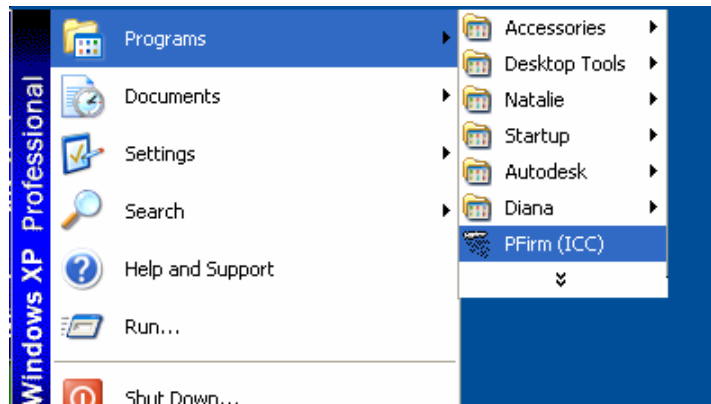 Windows XP Professional
Programs
Documents
Settings
Search
Help and Support
Run...
Shut Down...
Accessories
Desktop Tools
Natalie
Startup
Autodesk
Diana
PFirm (ICC)